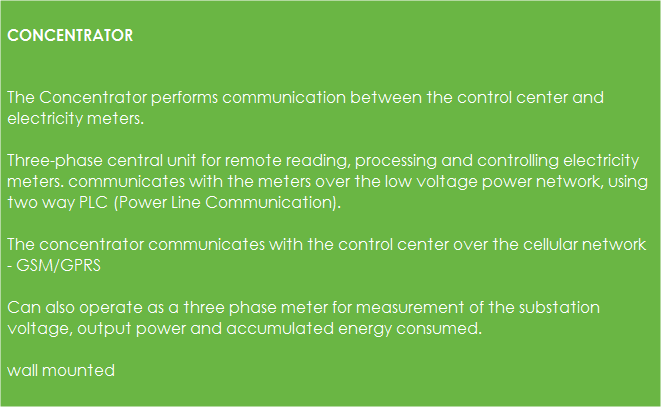 CONCENTRATOR
The Concentrator performs communication between the control center and
electricity meters.
Three-phase central unit for remote reading, processing and controlling electricity
meters. communicates with the meters over the low voltage power network, using
two way PLC (Power Line Communication).
The concentrator communicates with the control center over the cellular network
- GSM/GPRS
Can also operate as a three phase meter for measurement of the substation
voltage, output power and accumulated energy consumed.
wall mounted